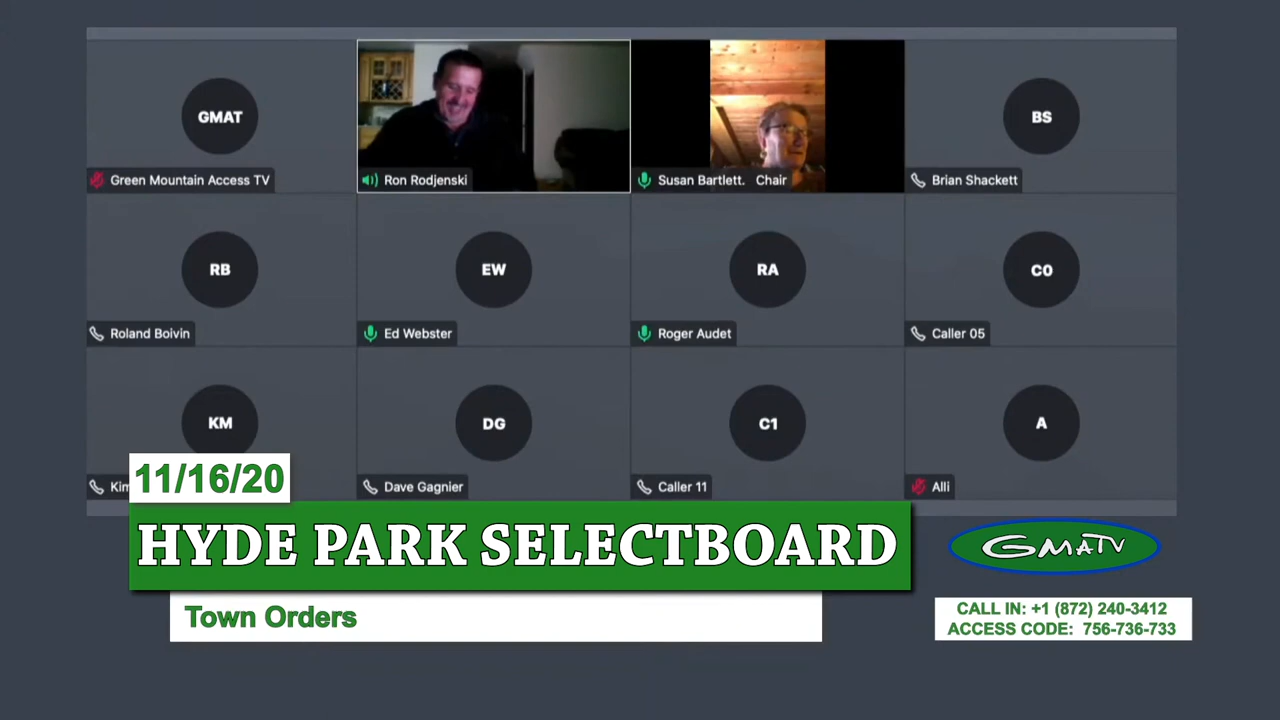 GMAT
BS
Green Mountain Access TV
Ron Rodjenski
Susan Bartlett. Chair
Brian Shackett
RB
EW
RA
C0
Roland Boivin
Ed Webster
Roger Audet
Caller 05
KM
DG
C1
A
Dave Gagnier
Caller 11
Alli
11/16/20
HYDE PARK SELECTBOARD
GMATV
Town Orders
CALL IN: +1 (872) 240-3412
ACCESS CODE: 756-736-733